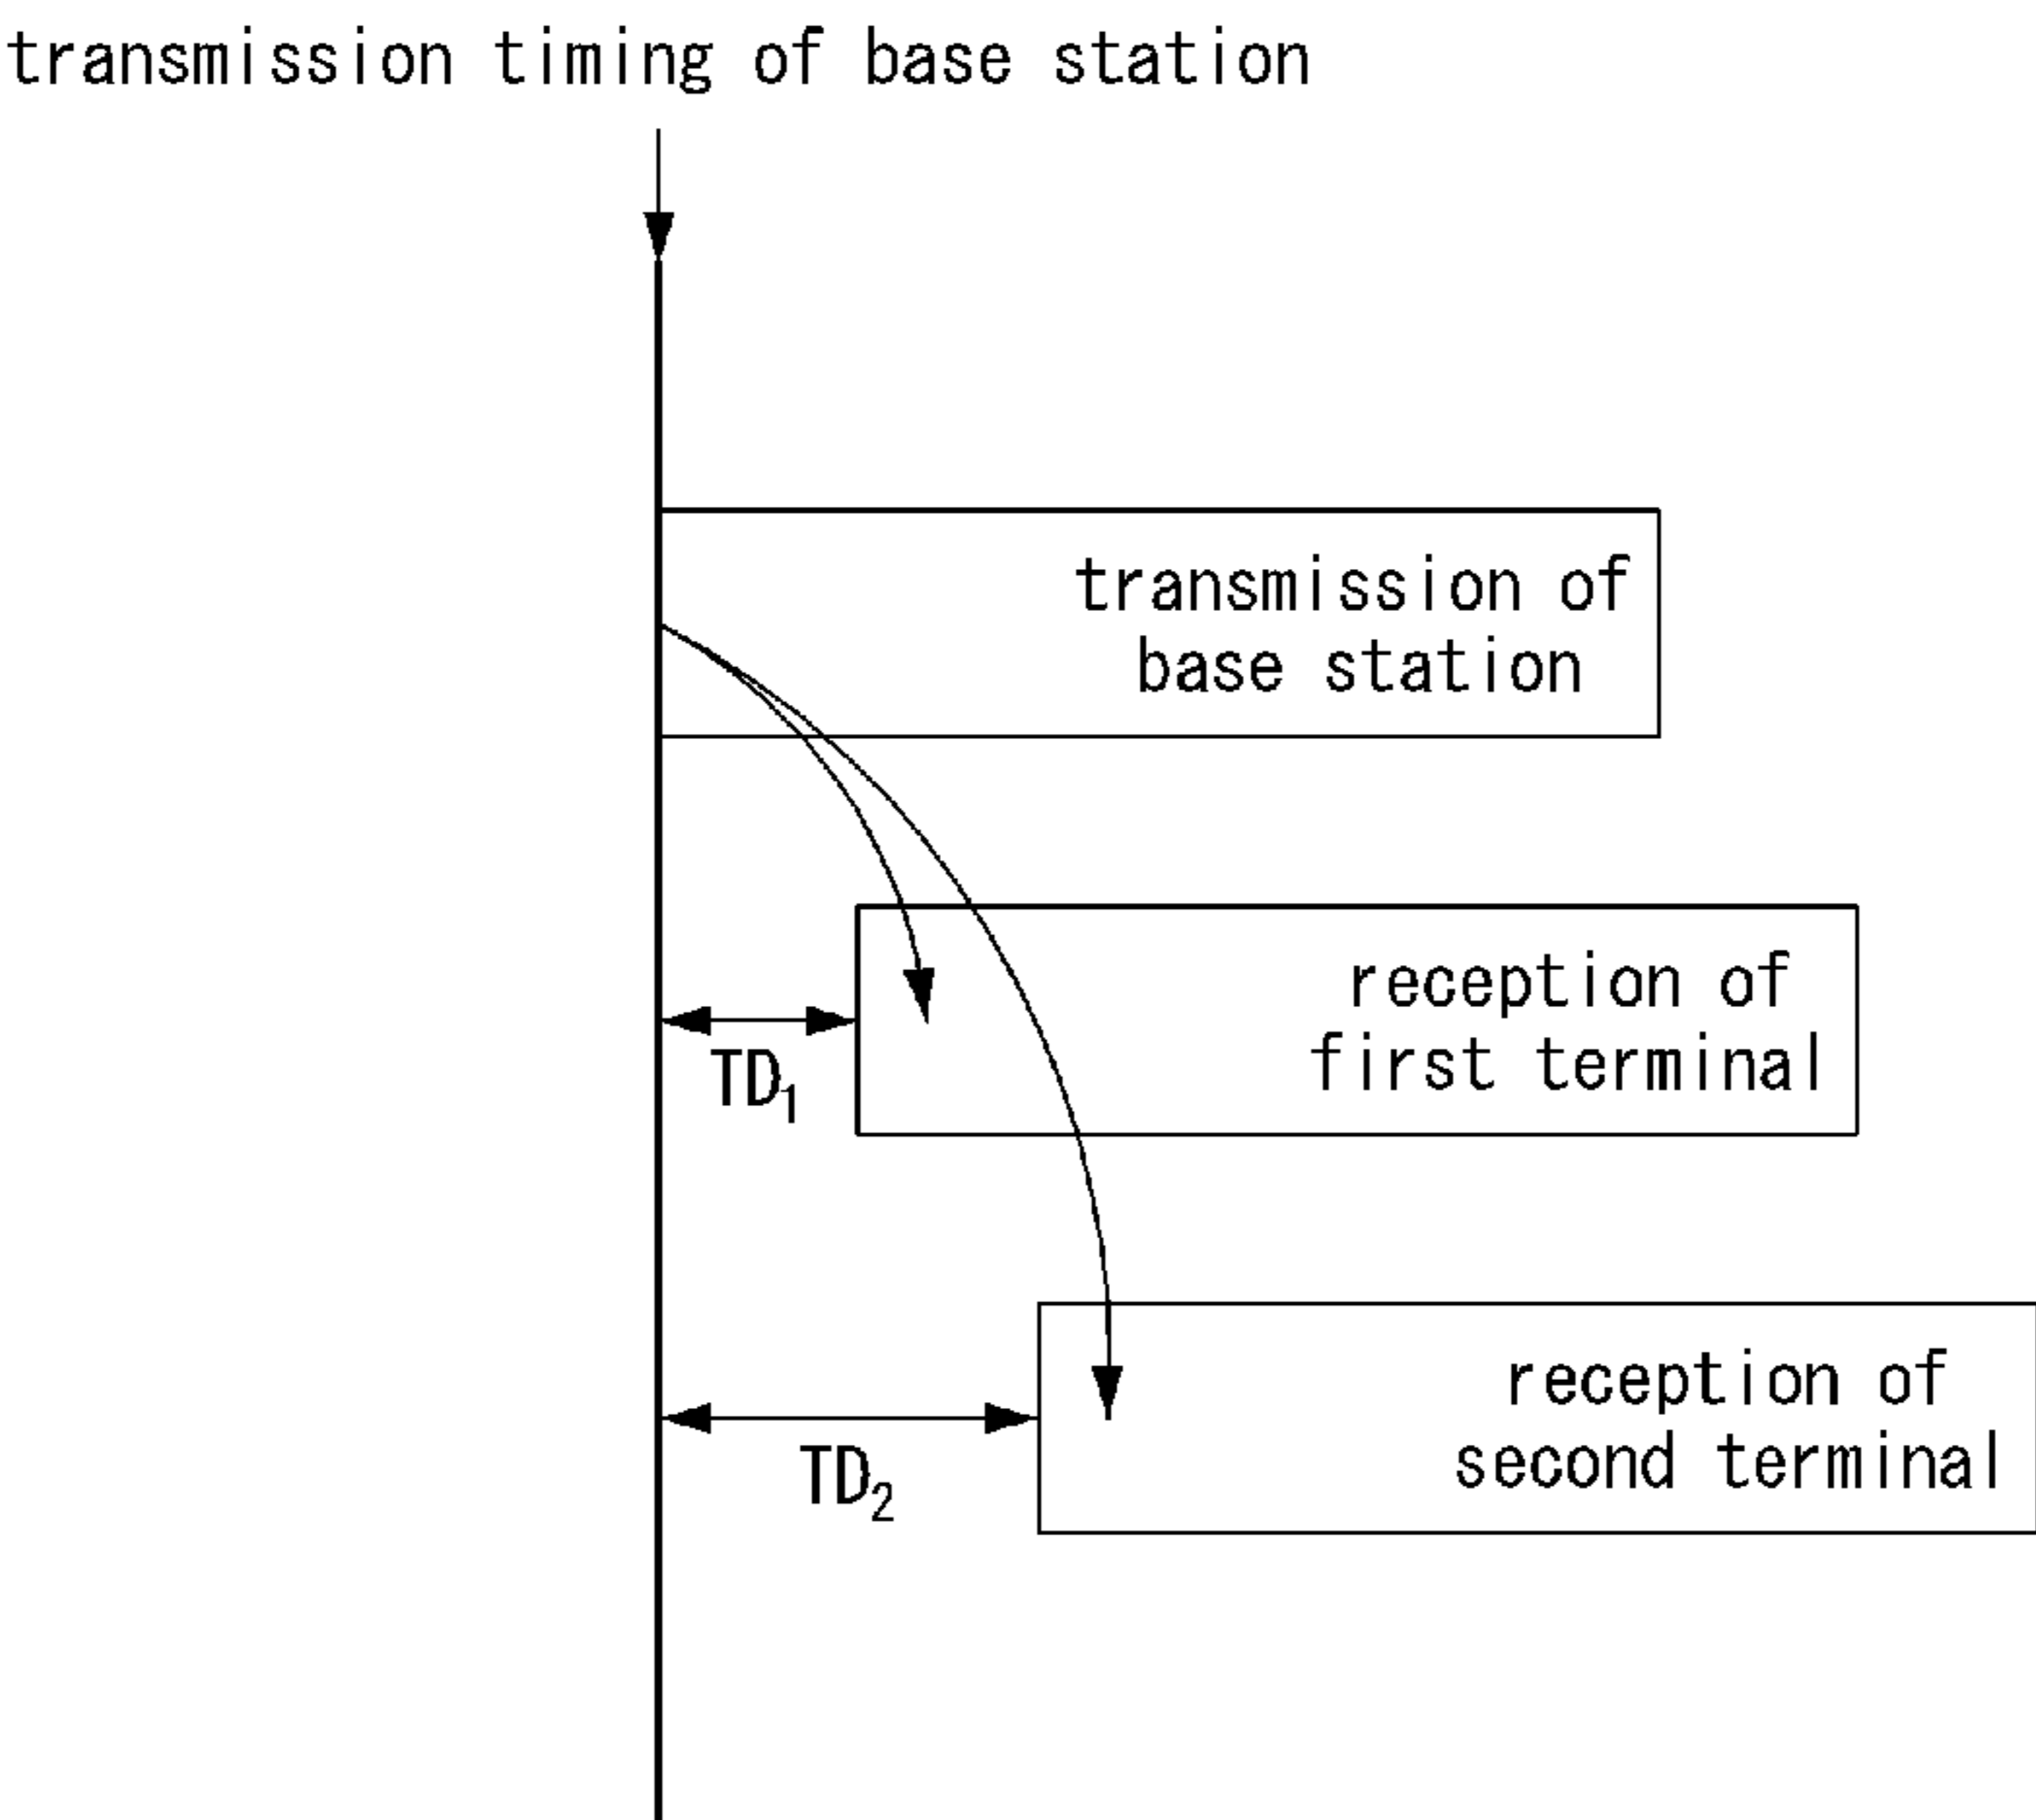 transmission timing of base station
transmission of
base station
reception of
first terminal
TD₁
reception of
second terminal
TD₂